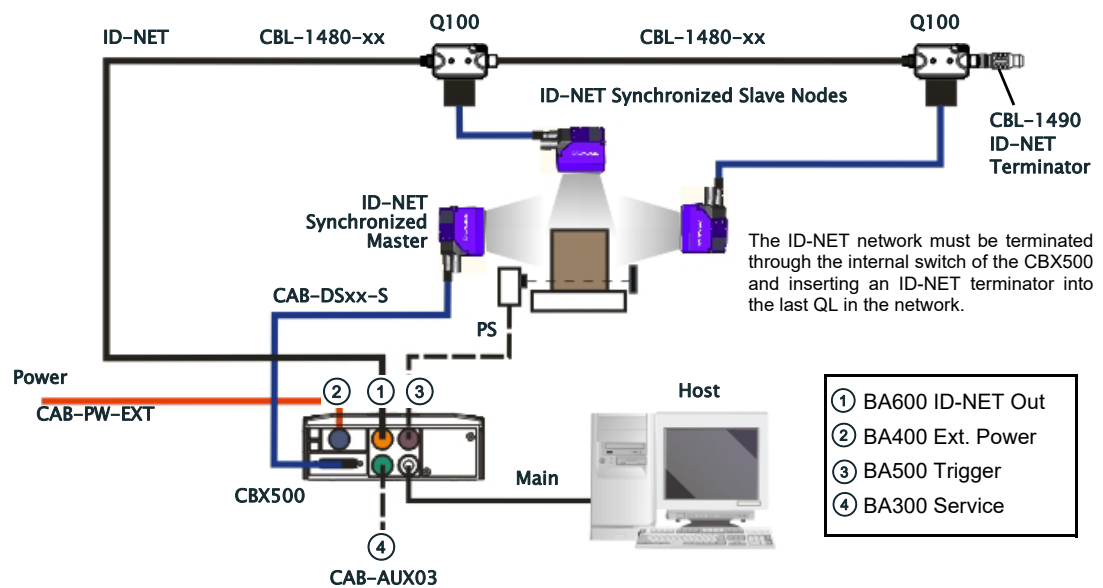 Q100
Q100
ID-NET
CBL-1480-xx
CBL-1480-xx
ID-NET Synchronized Slave Nodes
CBL-1490
ID-NET
Terminator
ID-NET
Synchronized
Master
The ID-NET network must be terminated
through the internal switch of the CBX500
and inserting an ID-NET terminator into
the last QL in the network.
CAB-DSxx-S
PS
Power
CAB-PW-EXT
2
1
3
Host
1 BA600 ID-NET Out
2 BA400 Ext. Power
3 BA500 Trigger
4 BA300 Service
Main
CBX500
4
CAB-AUX03